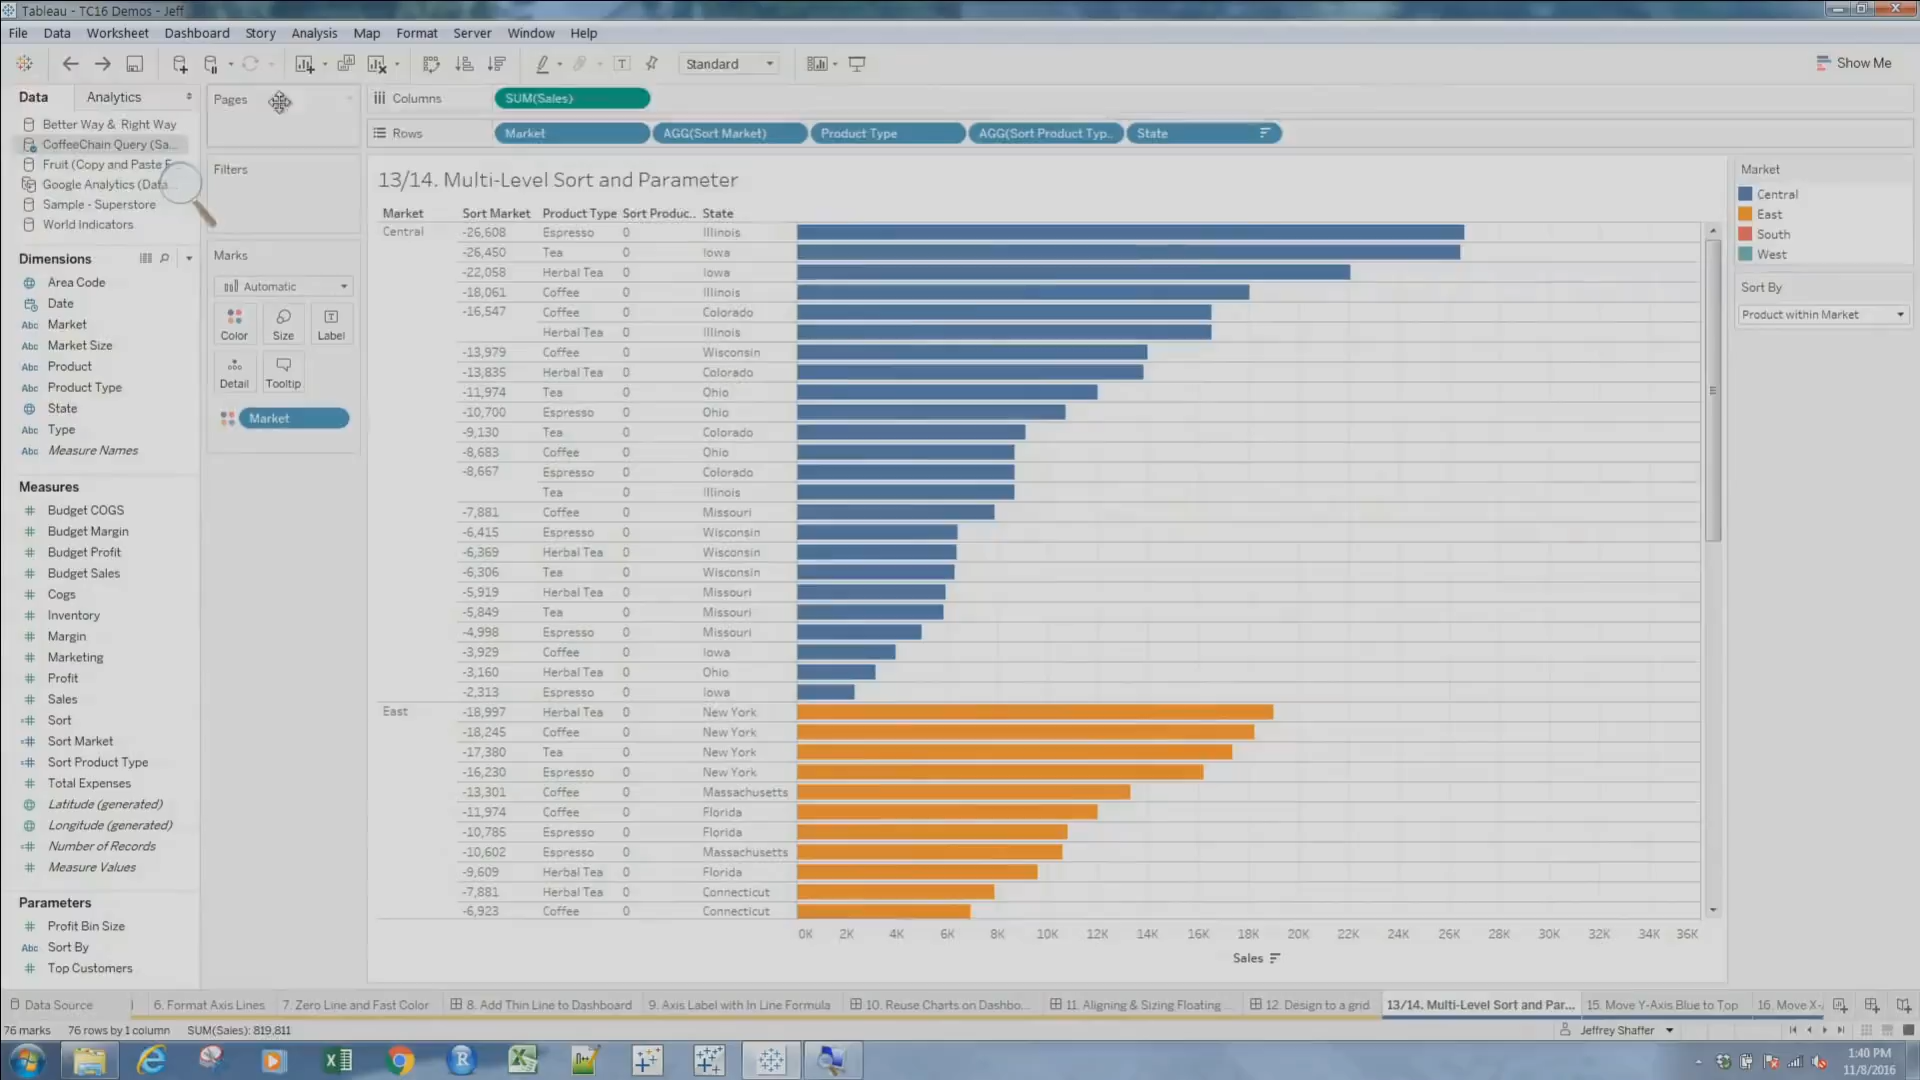 Tableau - TC16 Demos - Jeff
File Data Worksheet Dashboard Story Analysis Map Format Server Window Help
Standard
Show Me
Data Analytics
Better Way & Right Way
CoffeeChain Query (Sa...
Fruit (Copy and Paste F
Google Analytics (Data
Sample - Superstore
World Indicators
Dimensions
Area Code
Date
Abc Market
Abc Market Size
Abc Product
Abc Product Type
State
Abc Type
Abc Measure Names
Measures
# Budget COGS
# Budget Margin
# Budget Profit
# Budget Sales
# Cogs
# Inventory
# Margin
# Marketing
# Profit
# Sales
=# Sort
=# Sort Market
=# Sort Product Type
# Total Expenses
Latitude (generated)
Longitude (generated)
=# Number of Records
# Measure Values
Parameters
# Profit Bin Size
Abc Sort By
# Top Customers
Pages
Filters
Marks
Automatic
Color Size Label
Detail Tooltip
Market
Columns SUM(Sales)
Rows Market AGG(Sort Market) Product Type AGG(Sort Product Typ.. State
13/14. Multi-Level Sort and Parameter
Market Sort Market Product Type Sort Produc.. State
Central -26,608 Espresso 0 Illinois
-26,450 Tea 0 Iowa
-22,058 Herbal Tea 0 Iowa
-18,061 Coffee 0 Illinois
-16,547 Coffee 0 Colorado
Herbal Tea 0 Illinois
-13,979 Coffee 0 Wisconsin
-13,835 Herbal Tea 0 Colorado
-11,974 Tea 0 Ohio
-10,700 Espresso 0 Ohio
-9,130 Tea 0 Colorado
-8,683 Coffee 0 Ohio
-8,667 Espresso 0 Colorado
Tea 0 Illinois
-7,881 Coffee 0 Missouri
-6,415 Espresso 0 Wisconsin
-6,369 Herbal Tea 0 Wisconsin
-6,306 Tea 0 Wisconsin
-5,919 Herbal Tea 0 Missouri
-5,849 Tea 0 Missouri
-4,998 Espresso 0 Missouri
-3,929 Coffee 0 Iowa
-3,160 Herbal Tea 0 Ohio
-2,313 Espresso 0 Iowa
East -18,997 Herbal Tea 0 New York
-18,245 Coffee 0 New York
-17,380 Tea 0 New York
-16,230 Espresso 0 New York
-13,301 Coffee 0 Massachusetts
-11,974 Coffee 0 Florida
-10,785 Espresso 0 Florida
-10,602 Espresso 0 Massachusetts
-9,609 Herbal Tea 0 Florida
-7,881 Herbal Tea 0 Connecticut
-6,923 Coffee 0 Connecticut
0K 2K 4K 6K 8K 10K 12K 14K 16K 18K 20K 22K 24K 26K 28K 30K 32K 34K 36K
Sales
Market
Central
East
South
West
Sort By
Product within Market
Data Source 6. Format Axis Lines 7. Zero Line and Fast Color 8. Add Thin Line to Dashboard 9. Axis Label with In Line Formula 10. Reuse Charts on Dashbo... 11. Aligning & Sizing Floating ... 12. Design to a grid 13/14. Multi-Level Sort and Par... 15. Move Y-Axis Blue to Top 16. Move X-
76 marks 76 rows by 1 column SUM(Sales): 819,811
Jeffrey Shaffer
1:40 PM
11/8/2016